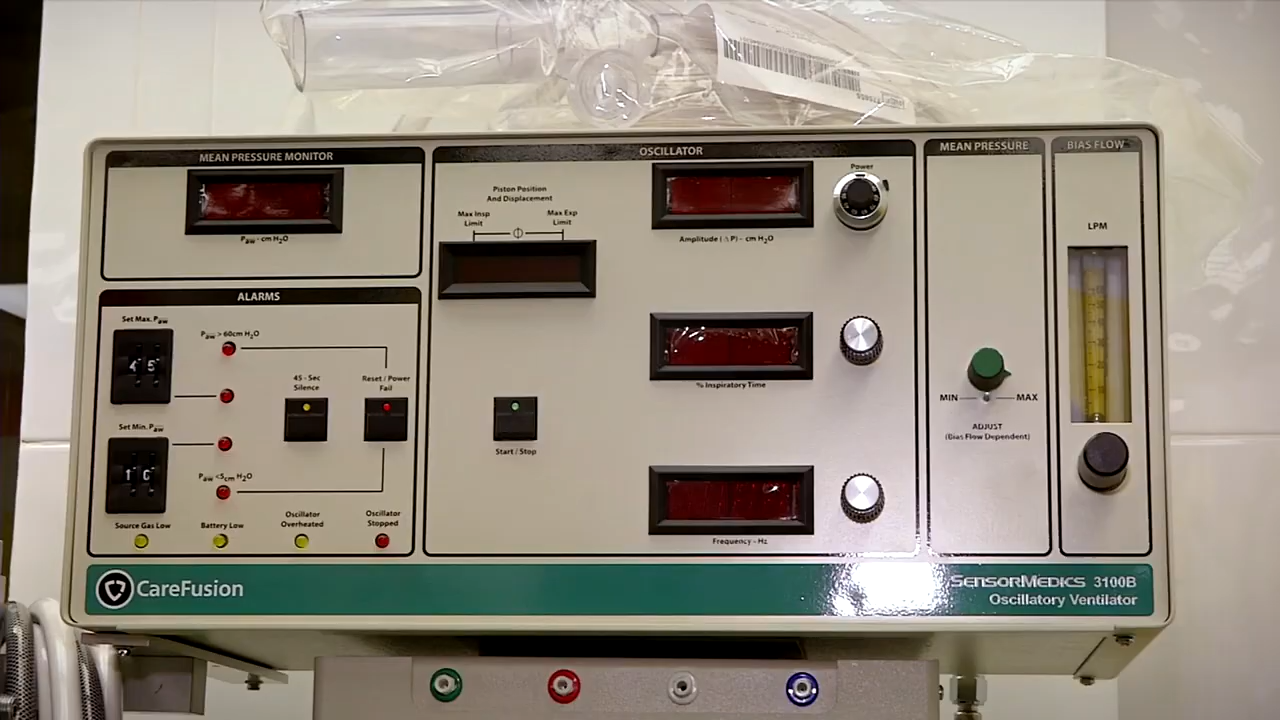 MEAN PRESSURE MONITOR
Paw - cm H2O
ALARMS
Set Max. Paw
45
Paw > 60cm H2O
45 - Sec
Silence
Reset / Power
Fail
Set Min. Paw
Paw <5cm H2O
Source Gas Low
Battery Low
Oscillator
Overheated
Oscillator
Stopped
OSCILLATOR
Piston Position
And Displacement
Max Insp
Limit
Max Exp
Limit
Start / Stop
Power
Amplitude (△ P) - cm H2O
% Inspiratory Time
Frequency - Hz
MEAN PRESSURE
MIN
MAX
ADJUST
(Bias Flow Dependent)
BIAS FLOW
LPM
CareFusion
SENSORMEDICS 3100B
Oscillatory Ventilator